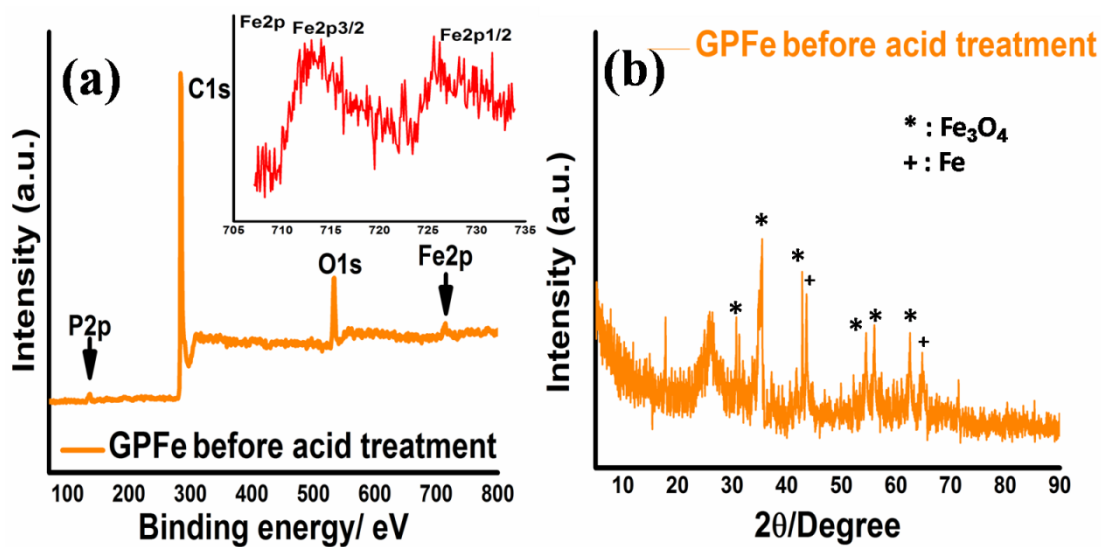 (a)
Fe2p Fe2p3/2 Fe2p1/2
705 710 715 720 725 730 735
C1s
O1s
Fe2p
P2p
GPFe before acid treatment
100 200 300 400 500 600 700 800
Binding energy/ eV
Intensity (a.u.)
(b)
GPFe before acid treatment
* : Fe₃O₄
+ : Fe
*
*
+
*
*
*
*
+
10 20 30 40 50 60 70 80 90
2θ/Degree
Intensity (a.u.)